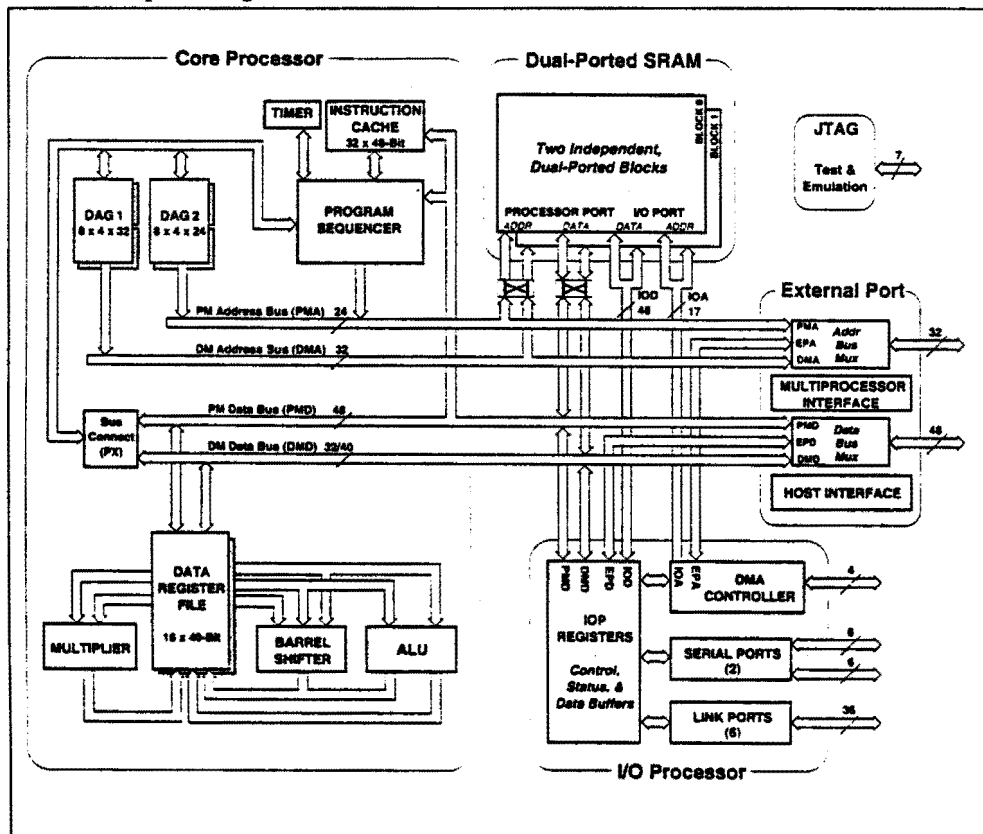 Core Processor
TIMER
INSTRUCTION
CACHE
32 x 48-Bit
DAG 1
8 x 4 x 32
DAG 2
8 x 4 x 24
PROGRAM
SEQUENCER
PM Address Bus (PMA)
24
DM Address Bus (DMA)
32
Bus
Connect
(PX)
PM Data Bus (PMD)
48
DM Data Bus (DMD)
32/40
DATA
REGISTER
FILE
16 x 40-Bit
MULTIPLIER
BARREL
SHIFTER
ALU
Dual-Ported SRAM
Two Independent,
Dual-Ported Blocks
BLOCK 0
BLOCK 1
PROCESSOR PORT
I/O PORT
ADDR
DATA
DATA
ADDR
IOD
48
IOA
17
JTAG
Test &
Emulation
7
External Port
PMA
EPA
DMA
Addr
Bus
Mux
32
MULTIPROCESSOR
INTERFACE
PMD
EPD
DMD
Data
Bus
Mux
48
HOST INTERFACE
PMD
DMD
EPD
IOD
IOP
REGISTERS
Control,
Status, &
Data Buffers
IOA
EPA
DMA
CONTROLLER
4
SERIAL PORTS
(2)
6
6
LINK PORTS
(6)
36
I/O Processor